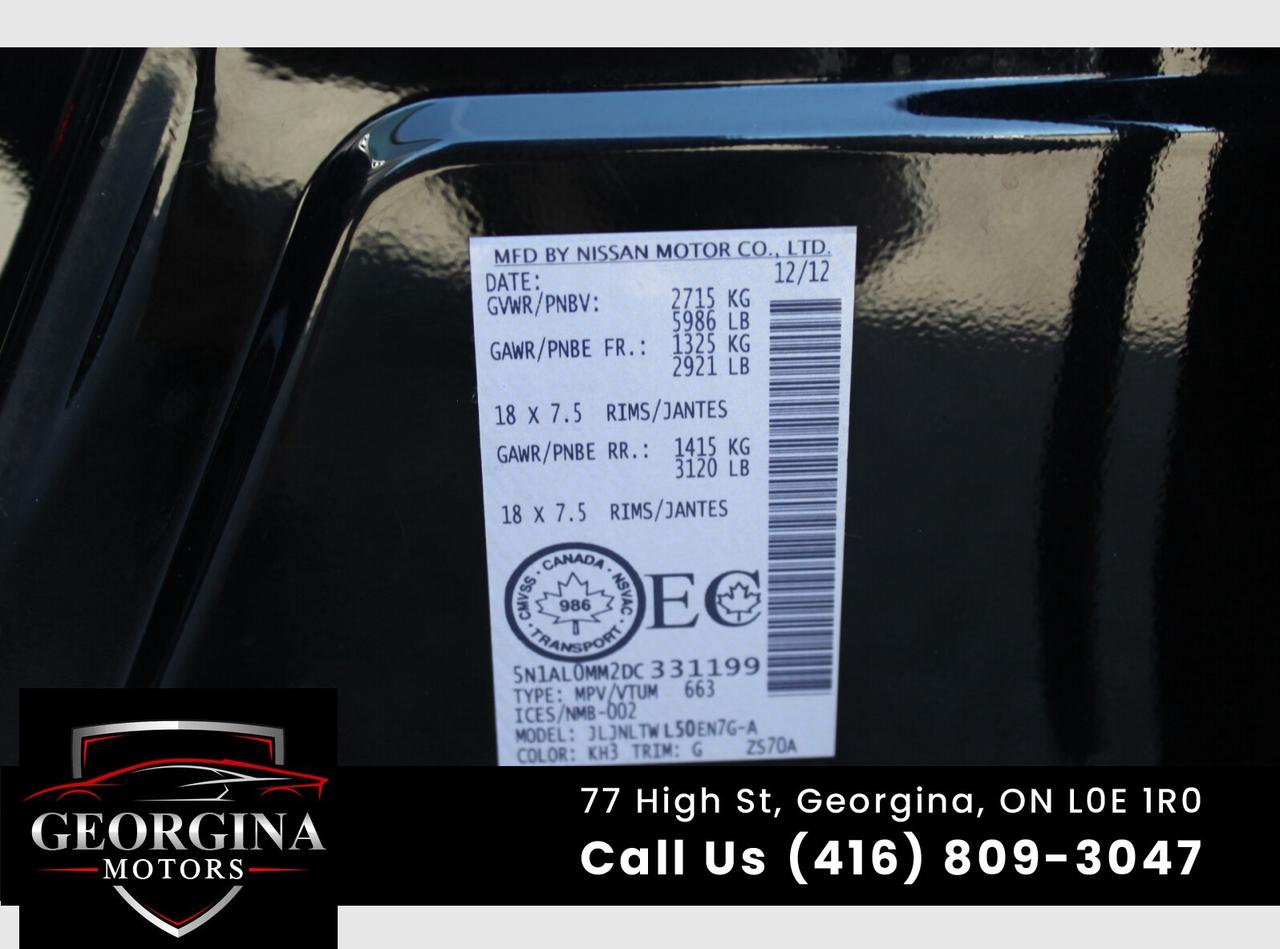 MFD BY NISSAN MOTOR CO., LTD.
DATE: 12/12
GVWR/PNBV: 2715 KG
5986 LB
GAWR/PNBE FR.: 1325 KG
2921 LB
18 X 7.5 RIMS/JANTES
GAWR/PNBE RR.: 1415 KG
3120 LB
18 X 7.5 RIMS/JANTES
CANADA · NSVAC · TRANSPORT · CMVSS ·
986
EC
5N1AL0MM2DC331199
TYPE: MPV/VTUM 663
ICES/NMB-002
MODEL: JLJNLTWL50EN7G-A
COLOR: KH3 TRIM: G ZS70A
GEORGINA
MOTORS
77 High St, Georgina, ON L0E 1R0
Call Us (416) 809-3047